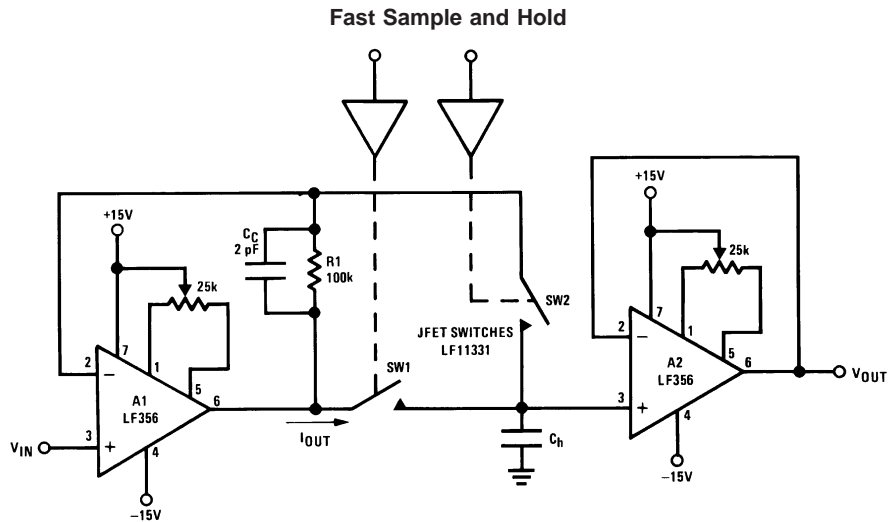 Fast Sample and Hold
+15V
25k
7
1
5
2
−
A1
LF356
6
3
+
4
VIN
−15V
CC
2 pF
R1
100k
IOUT
SW1
SW2
JFET SWITCHES
LF11331
Ch
+15V
25k
7
1
5
2
−
A2
LF356
6
3
+
4
−15V
VOUT